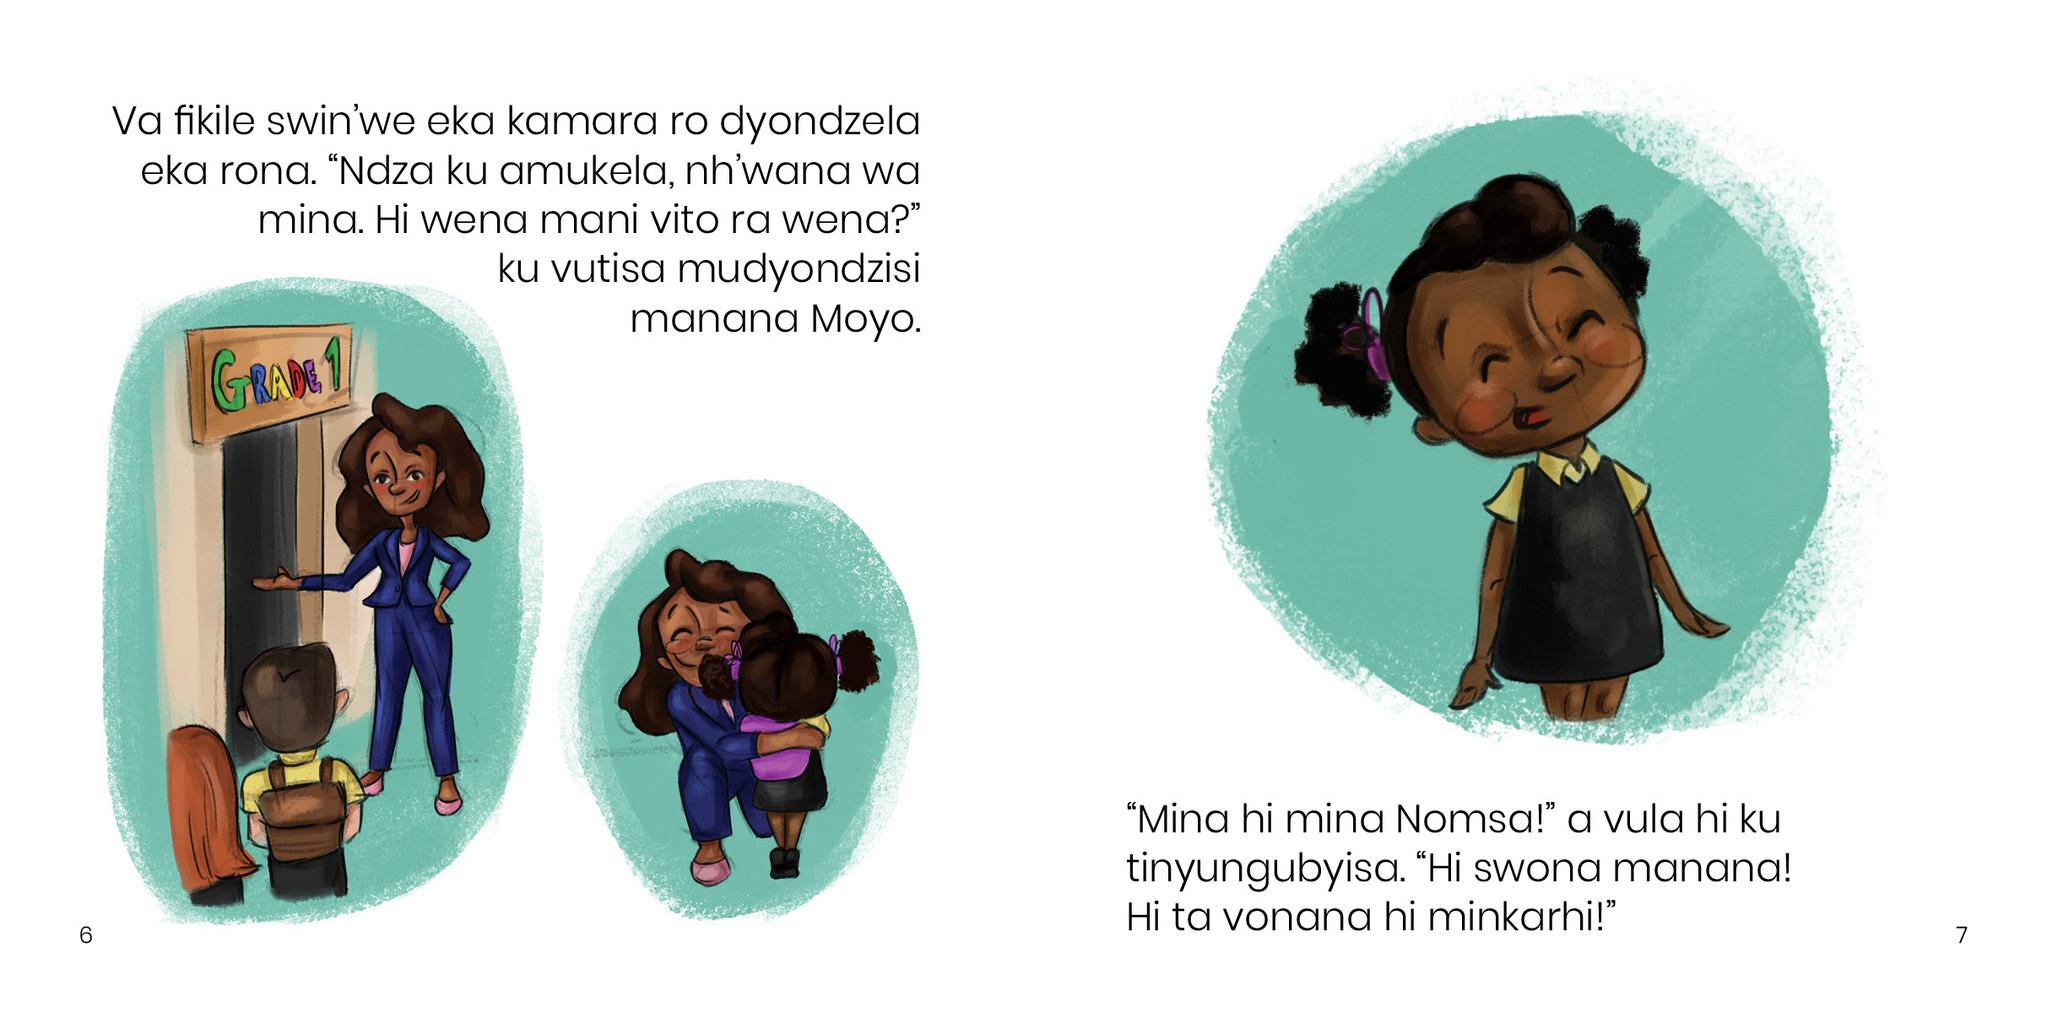 Va fikile swin’we eka kamara ro dyondzela
eka rona. “Ndza ku amukela, nh’wana wa
mina. Hi wena mani vito ra wena?”
ku vutisa mudyondzisi
manana Moyo.
GRADE 1
6
“Mina hi mina Nomsa!” a vula hi ku
tinyungubyisa. “Hi swona manana!
Hi ta vonana hi minkarhi!”
7